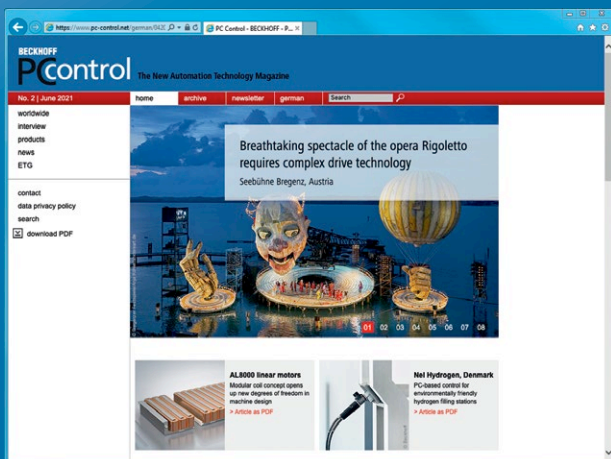 https://www.pc-control.net/german/042
PC Control - BECKHOFF - P...
BECKHOFF
PC control
The New Automation Technology Magazine
No. 2 | June 2021
home
archive
newsletter
german
Search
worldwide
interview
products
news
ETG
contact
data privacy policy
search
download PDF
Breathtaking spectacle of the opera Rigoletto
requires complex drive technology
Seebühne Bregenz, Austria
01 02 03 04 05 06 07 08
AL8000 linear motors
Modular coil concept opens
up new degrees of freedom in
machine design
> Article as PDF
Nel Hydrogen, Denmark
PC-based control for
environmentally friendly
hydrogen filling stations
> Article as PDF
© Beckhoff